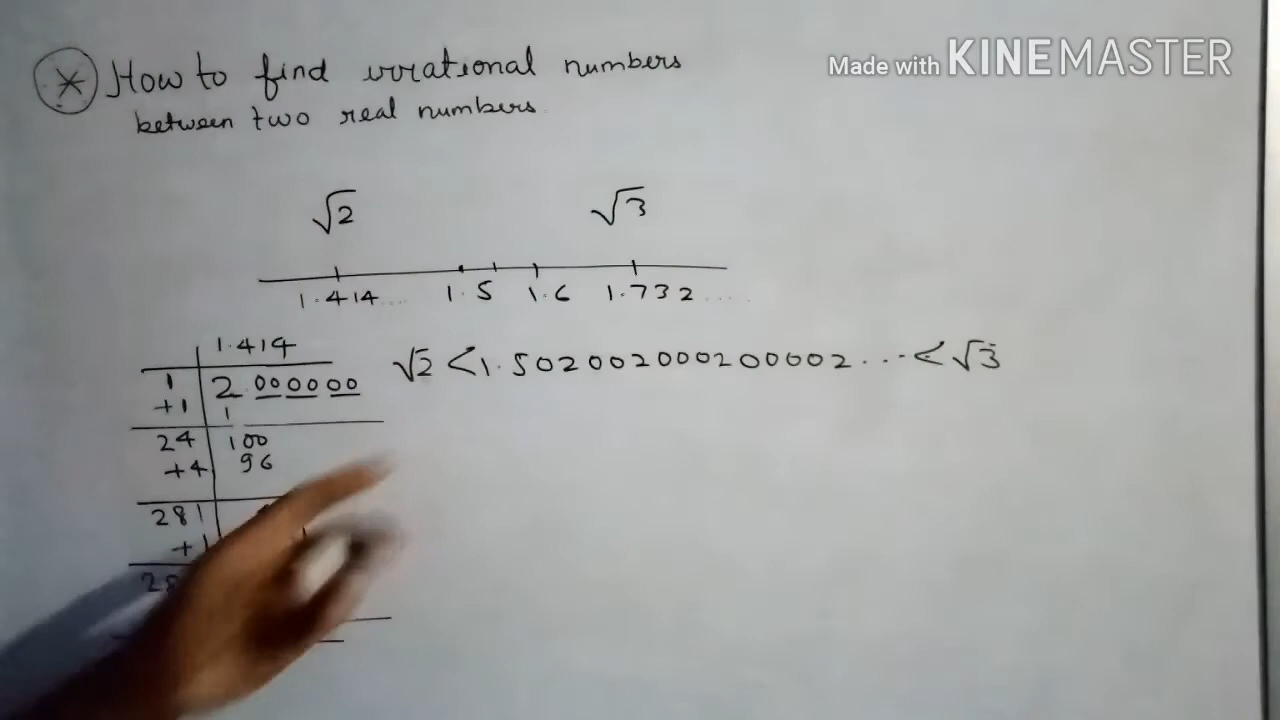 * How to find irrational numbers
between two real numbers
Made with KINEMASTER
√2 √3
1.414... 1.5 1.6 1.732....
1.414
1 2.000000
+1 1
24 100
+4 96
281
+1
28
√2 < 1.502002000200002... < √3